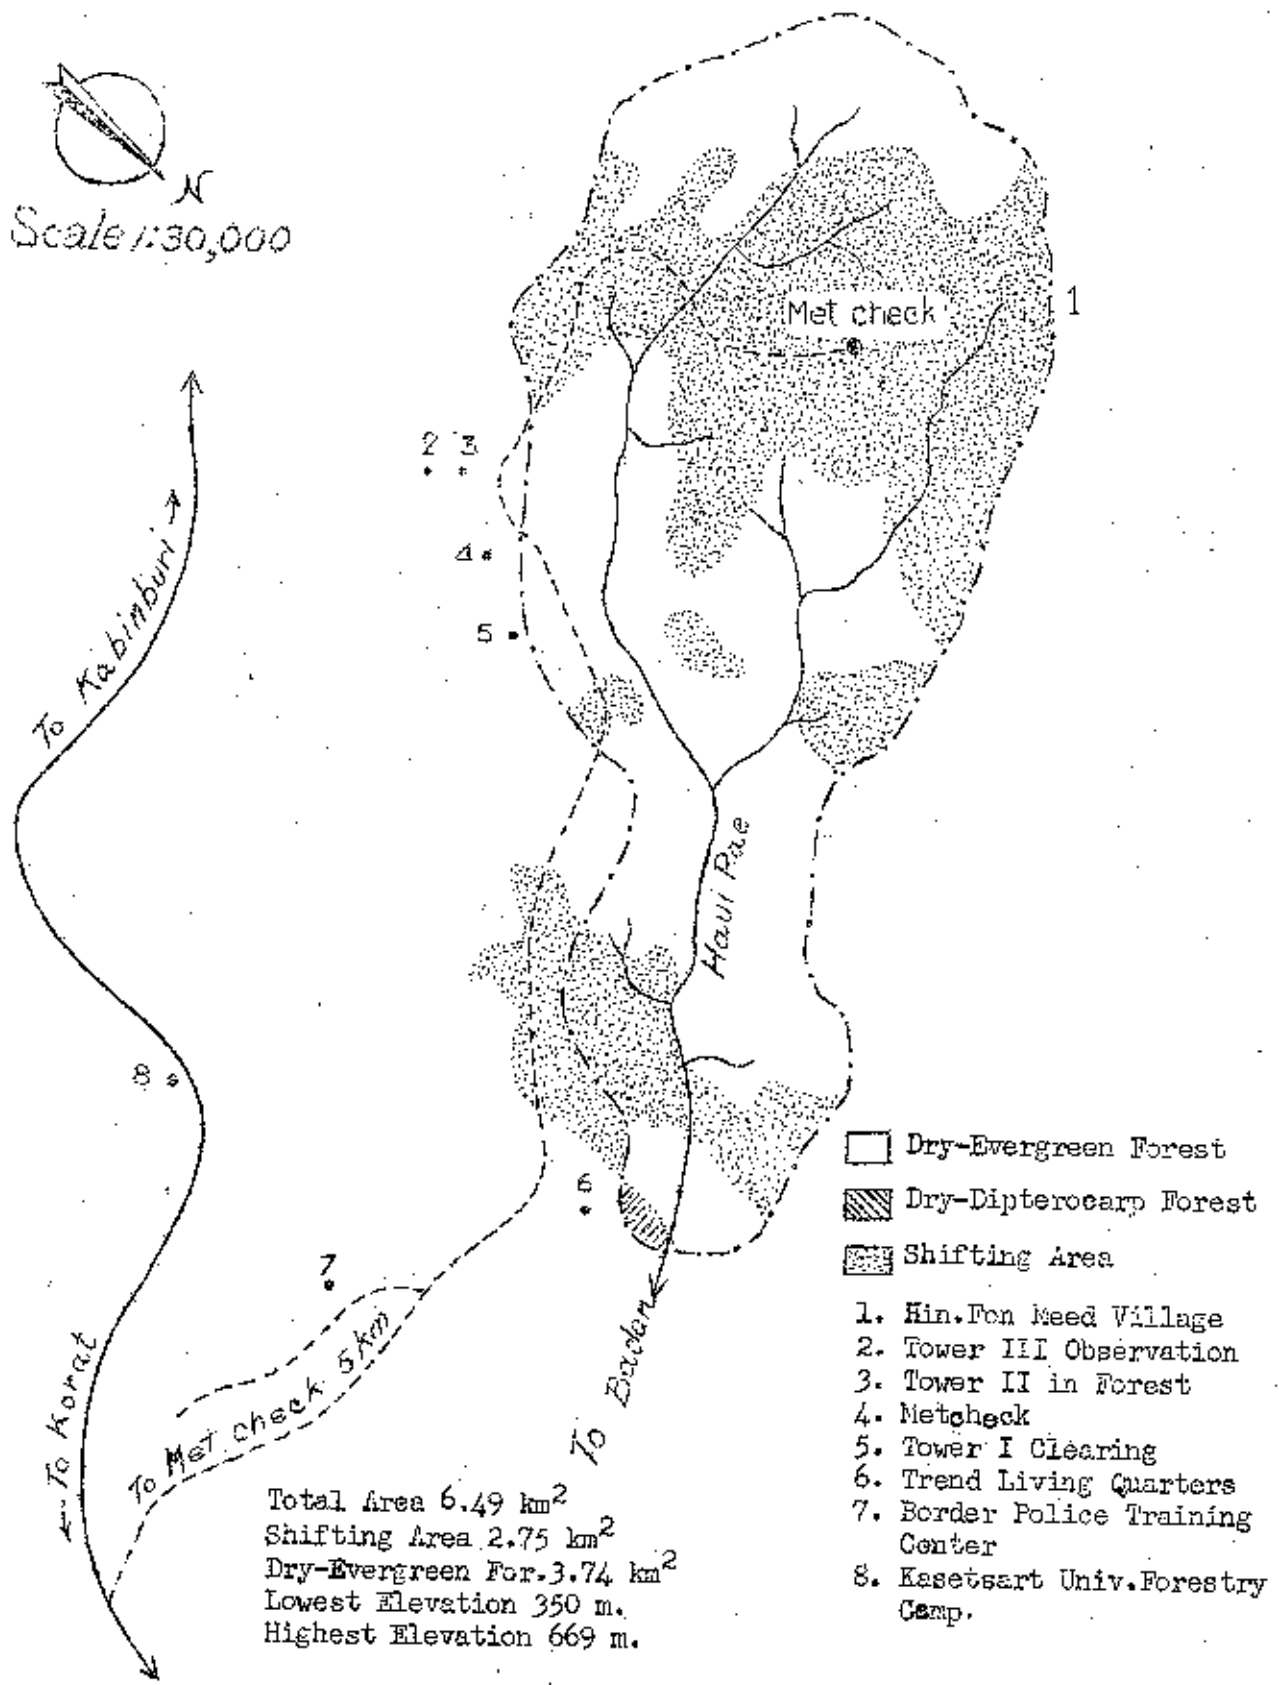 N
Scale 1:30,000
Met check
1
2 3
4
5
To Kabinburi
Haui Pae
8
6
7
To Korat
To Met. check 5 km
To Badan
Dry-Evergreen Forest
Dry-Dipterocarp Forest
Shifting Area
1. Hin.Fon Meed Village
2. Tower III Observation
3. Tower II in Forest
4. Metcheck
5. Tower I Clearing
6. Trend Living Quarters
7. Border Police Training
Center
8. Kasetsart Univ.Forestry
Camp.
Total Area 6.49 km²
Shifting Area 2.75 km²
Dry-Evergreen For.3.74 km²
Lowest Elevation 350 m.
Highest Elevation 669 m.